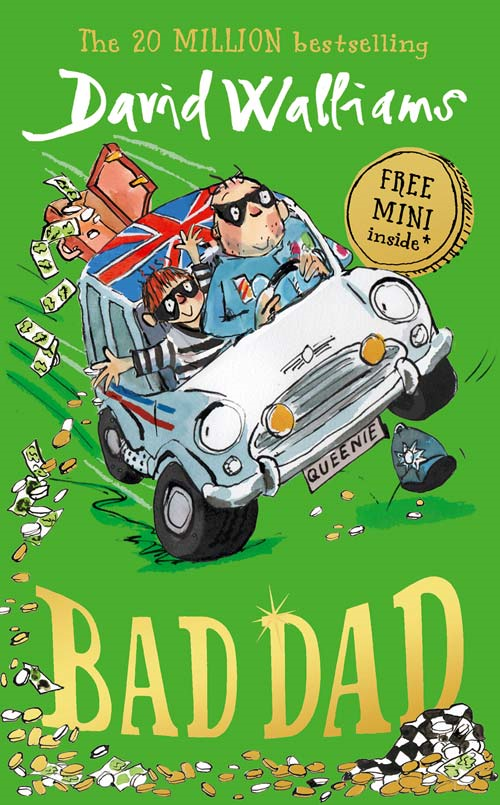 The 20 MILLION bestselling
David Walliams
FREE
MINI
inside*
QUEENIE
BAD DAD